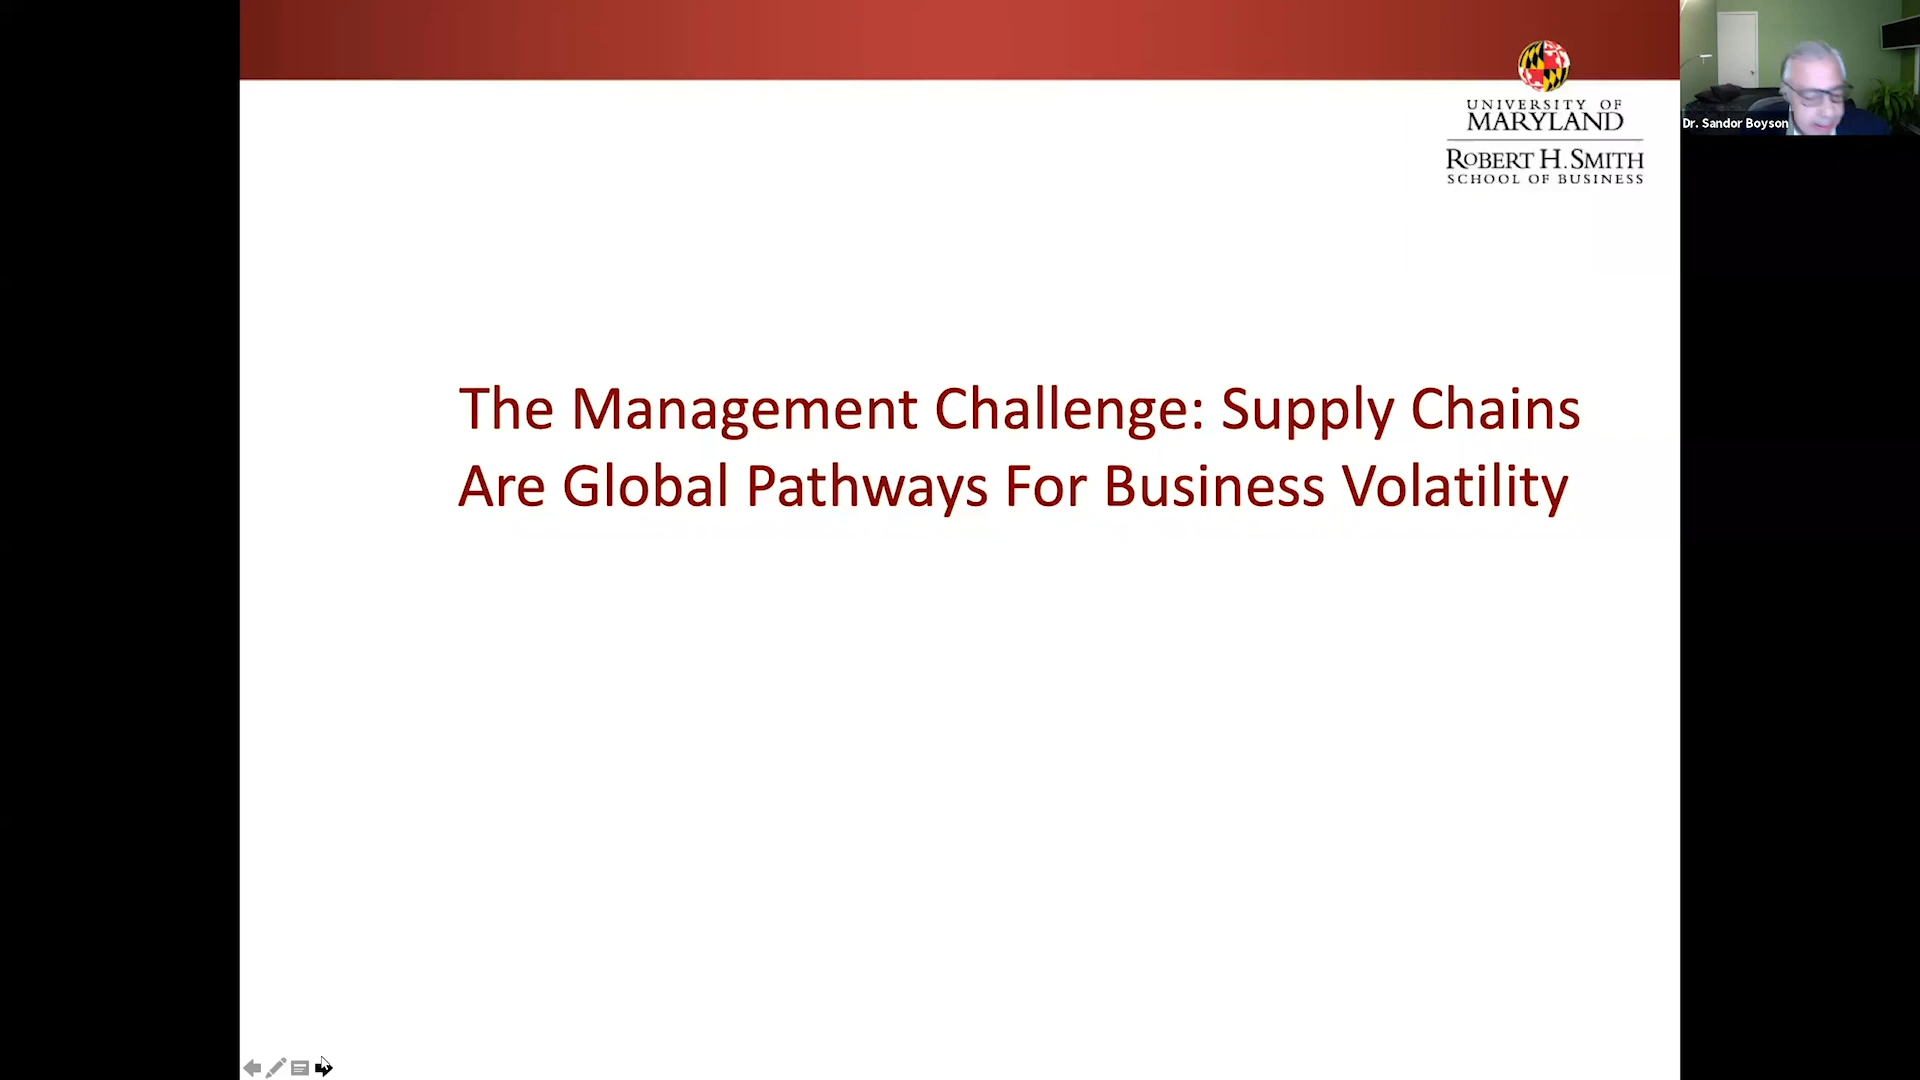 UNIVERSITY OF
MARYLAND
ROBERT H. SMITH
SCHOOL OF BUSINESS
Dr. Sandor Boyson
The Management Challenge: Supply Chains
Are Global Pathways For Business Volatility